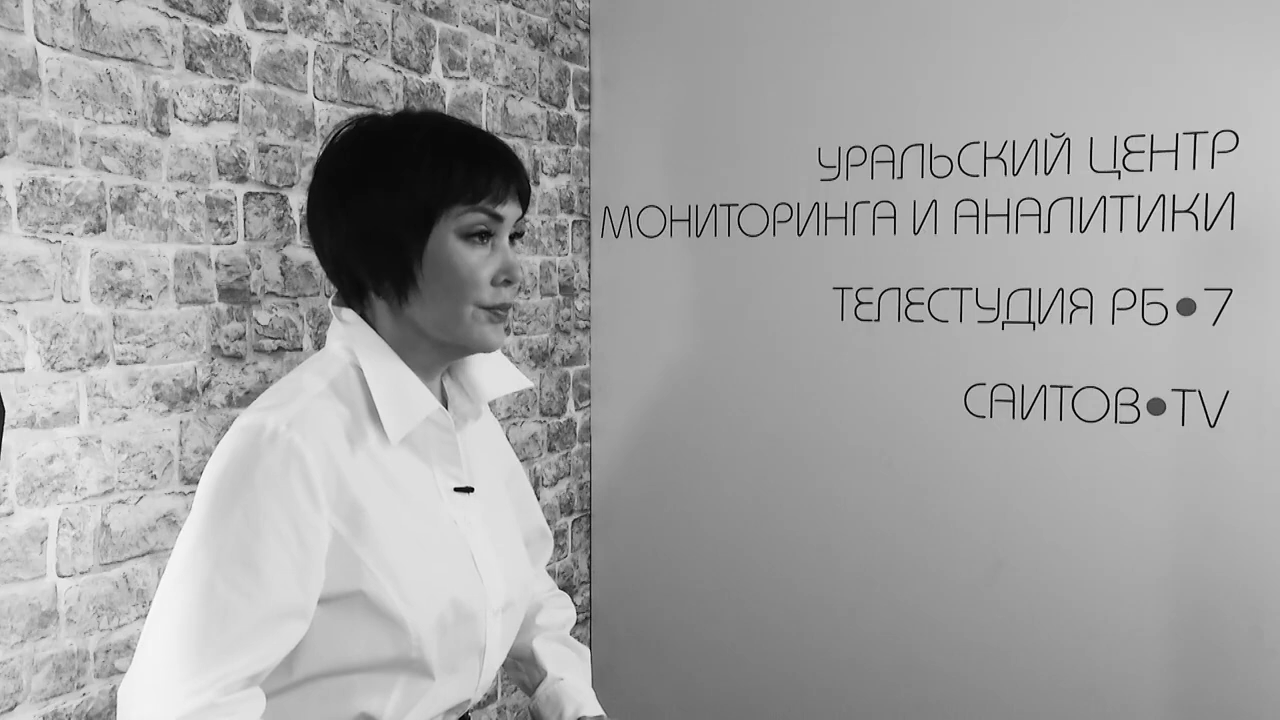 УРАЛЬСКИЙ ЦЕНТР
МОНИТОРИНГА И АНАЛИТИКИ
ТЕЛЕСТУДИЯ РБ•7
САИТОВ•TV